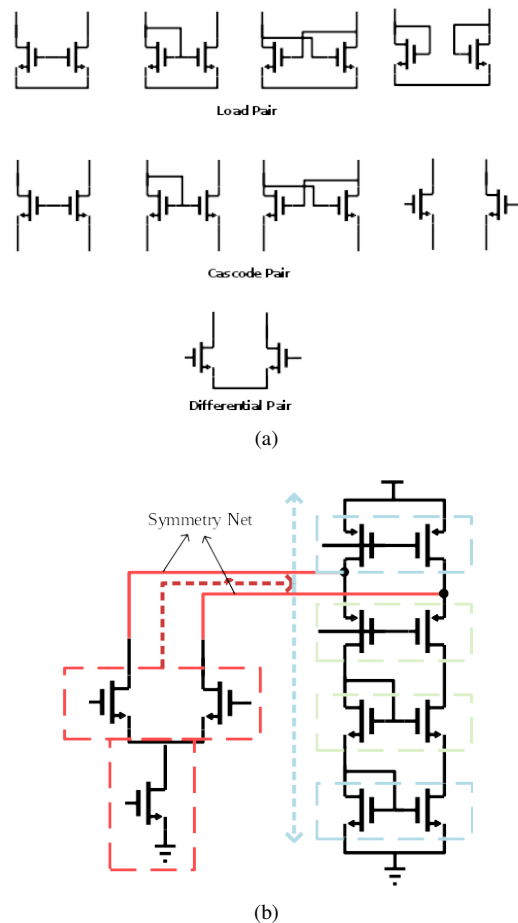 Load Pair
Cascode Pair
Differential Pair
(a)
Symmetry Net
(b)